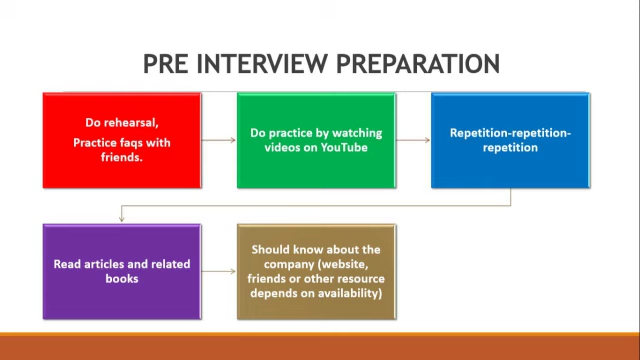 PRE INTERVIEW PREPARATION
Do rehearsal,
Practice faqs with
friends.
Do practice by watching
videos on YouTube
Repetition-repetition-
repetition
Read articles and related
books
Should know about the
company (website,
friends or other resource
depends on availability)